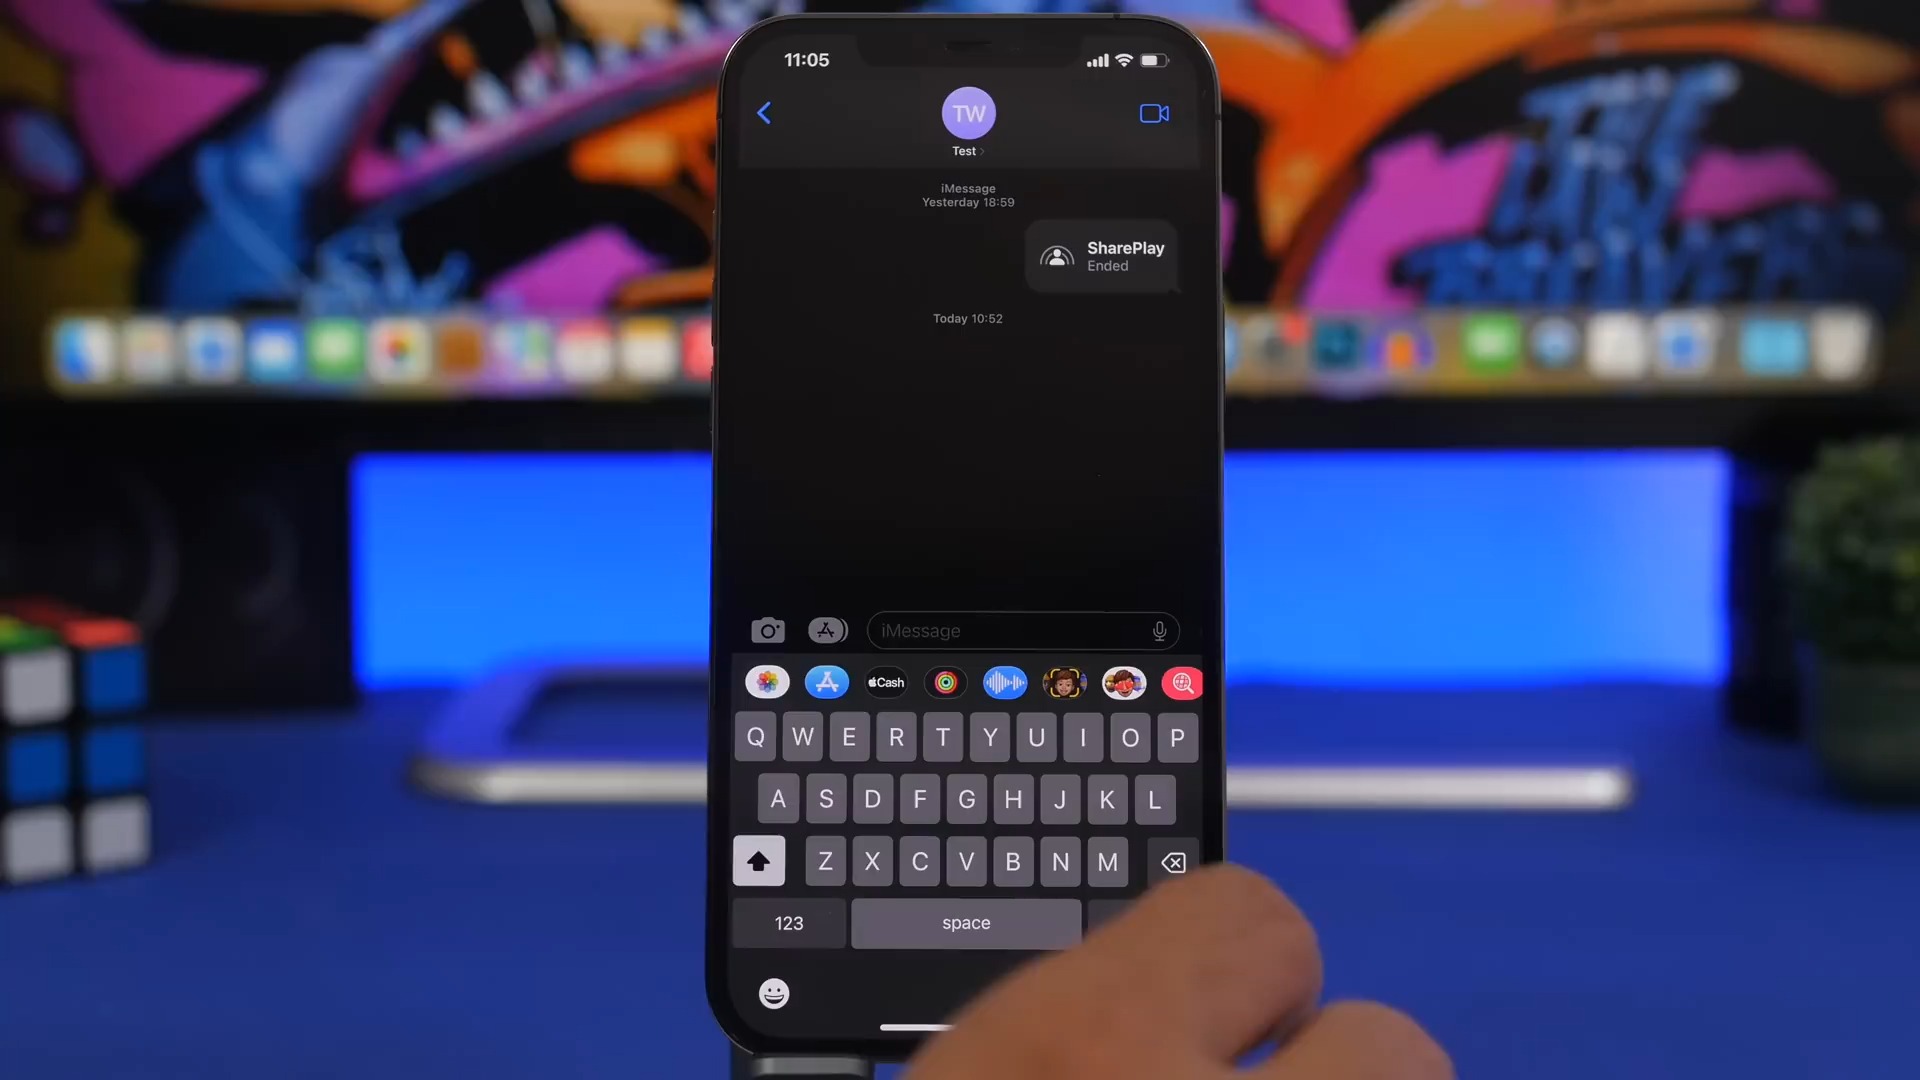 11:05
TW
Test
iMessage
Yesterday 18:59
SharePlay
Ended
Today 10:52
iMessage
Cash
Q W E R T Y U I O P
A S D F G H J K L
Z X C V B N M
123 space